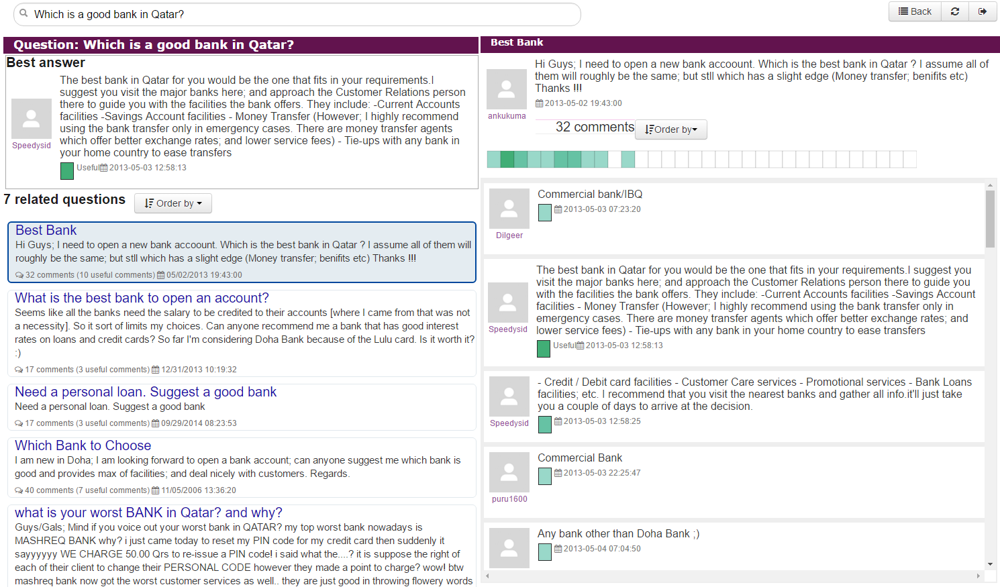 Which is a good bank in Qatar?
Back
Question: Which is a good bank in Qatar?
Best answer
The best bank in Qatar for you would be the one that fits in your requirements.I
suggest you visit the major banks here; and approach the Customer Relations person
there to guide you with the facilities the bank offers. They include: -Current Accounts
facilities -Savings Account facilities - Money Transfer (However; I highly recommend
using the bank transfer only in emergency cases. There are money transfer agents
which offer better exchange rates; and lower service fees) - Tie-ups with any bank in
your home country to ease transfers
Speedysid
Useful 2013-05-03 12:58:13
7 related questions
Order by
Best Bank
Hi Guys; I need to open a new bank accoount. Which is the best bank in Qatar ? I assume all of them will
roughly be the same; but stll which has a slight edge (Money transfer; benifits etc) Thanks !!!
32 comments (10 useful comments) 05/02/2013 19:43:00
What is the best bank to open an account?
Seems like all the banks need the salary to be credited to their accounts [where I came from that was not
a necessity]. So it sort of limits my choices. Can anyone recommend me a bank that has good interest
rates on loans and credit cards? So far I'm considering Doha Bank because of the Lulu card. Is it worth it?
:)
17 comments (3 useful comments) 12/31/2013 10:19:32
Need a personal loan. Suggest a good bank
Need a personal loan. Suggest a good bank
17 comments (3 useful comments) 09/29/2014 08:23:53
Which Bank to Choose
I am new in Doha; I am looking forward to open a bank account; can anyone suggest me which bank is
good and provides max of facilities; and deal nicely with customers. Regards.
40 comments (7 useful comments) 11/05/2006 13:36:20
what is your worst BANK in Qatar? and why?
Guys/Gals; Mind if you voice out your worst bank in QATAR? my top worst bank nowadays is
MASHREQ BANK why? i just came today to reset my PIN code for my credit card then suddenly it
sayyyyyy WE CHARGE 50.00 Qrs to re-issue a PIN code! i said what the....? it is suppose the right of
each of their client to change their PERSONAL CODE however they made a point to charge? wow! btw
mashreq bank now got the worst customer services as well.. they are just good in throwing flowery words
Best Bank
Hi Guys; I need to open a new bank accoount. Which is the best bank in Qatar ? I assume all of
them will roughly be the same; but stll which has a slight edge (Money transfer; benifits etc)
Thanks !!!
2013-05-02 19:43:00
ankukuma
32 comments
Order by
Commercial bank/IBQ
2013-05-03 07:23:20
Dilgeer
The best bank in Qatar for you would be the one that fits in your requirements.I suggest you
visit the major banks here; and approach the Customer Relations person there to guide you
with the facilities the bank offers. They include: -Current Accounts facilities -Savings Account
facilities - Money Transfer (However; I highly recommend using the bank transfer only in
emergency cases. There are money transfer agents which offer better exchange rates; and
lower service fees) - Tie-ups with any bank in your home country to ease transfers
Speedysid
Useful 2013-05-03 12:58:13
- Credit / Debit card facilities - Customer Care services - Promotional services - Bank Loans
facilities; etc. I recommend that you visit the nearest banks and gather all info.it'll just take
you a couple of days to arrive at the decision.
2013-05-03 12:58:25
Speedysid
Commercial Bank
2013-05-03 22:25:47
puru1600
Any bank other than Doha Bank ;)
2013-05-04 07:04:50